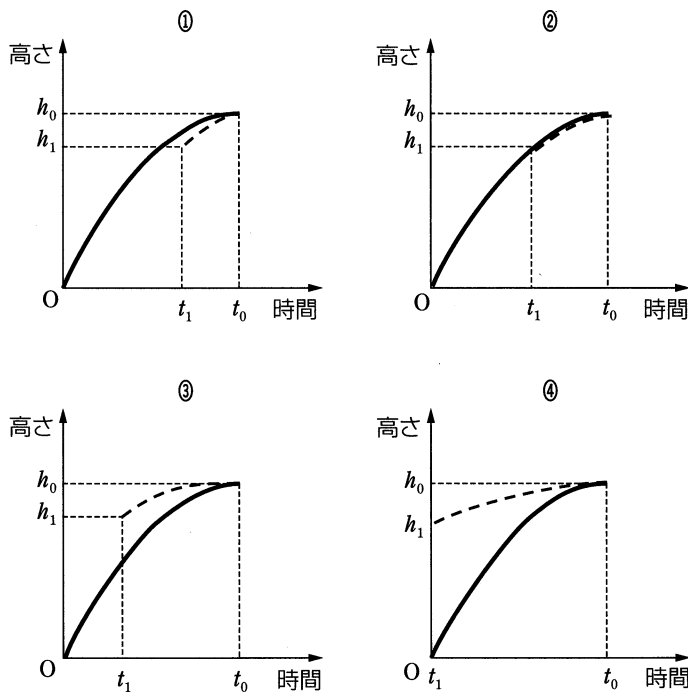 ①
高さ
h₀
h₁
O
t₁
t₀
時間
②
高さ
h₀
h₁
O
t₁
t₀
時間
③
高さ
h₀
h₁
O
t₁
t₀
時間
④
高さ
h₀
h₁
O
t₁
t₀
時間